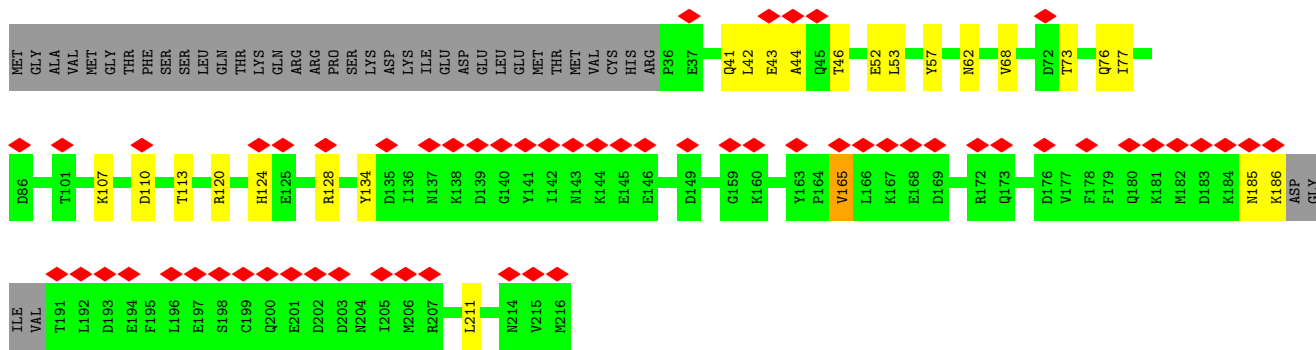 MET GLY ALA VAL MET GLY THR PHE SER SER LEU GLN THR LYS GLN ARG ARG PRO SER LYS ASP LYS ILE GLU ASP GLU LEU GLU MET THR MET VAL CYS HIS ARG P36 E37 Q41 L42 E43 A44 Q45 T46 E52 L53 Y57 N62 V68 D72 T73 Q76 I77
D86 T101 K107 D110 T113 R120 H124 E125 R128 Y134 D135 I136 N137 K138 D139 G140 Y141 I142 N143 K144 E145 E146 D149 G159 K160 Y163 P164 V165 L166 K167 E168 D169 R172 Q173 D176 V177 F178 F179 Q180 K181 M182 D183 K184 N185 K186 ASP GLY
ILE VAL T191 L192 D193 E194 F195 L196 E197 S198 C199 Q200 E201 D202 D203 N204 I205 M206 R207 L211 N214 V215 M216